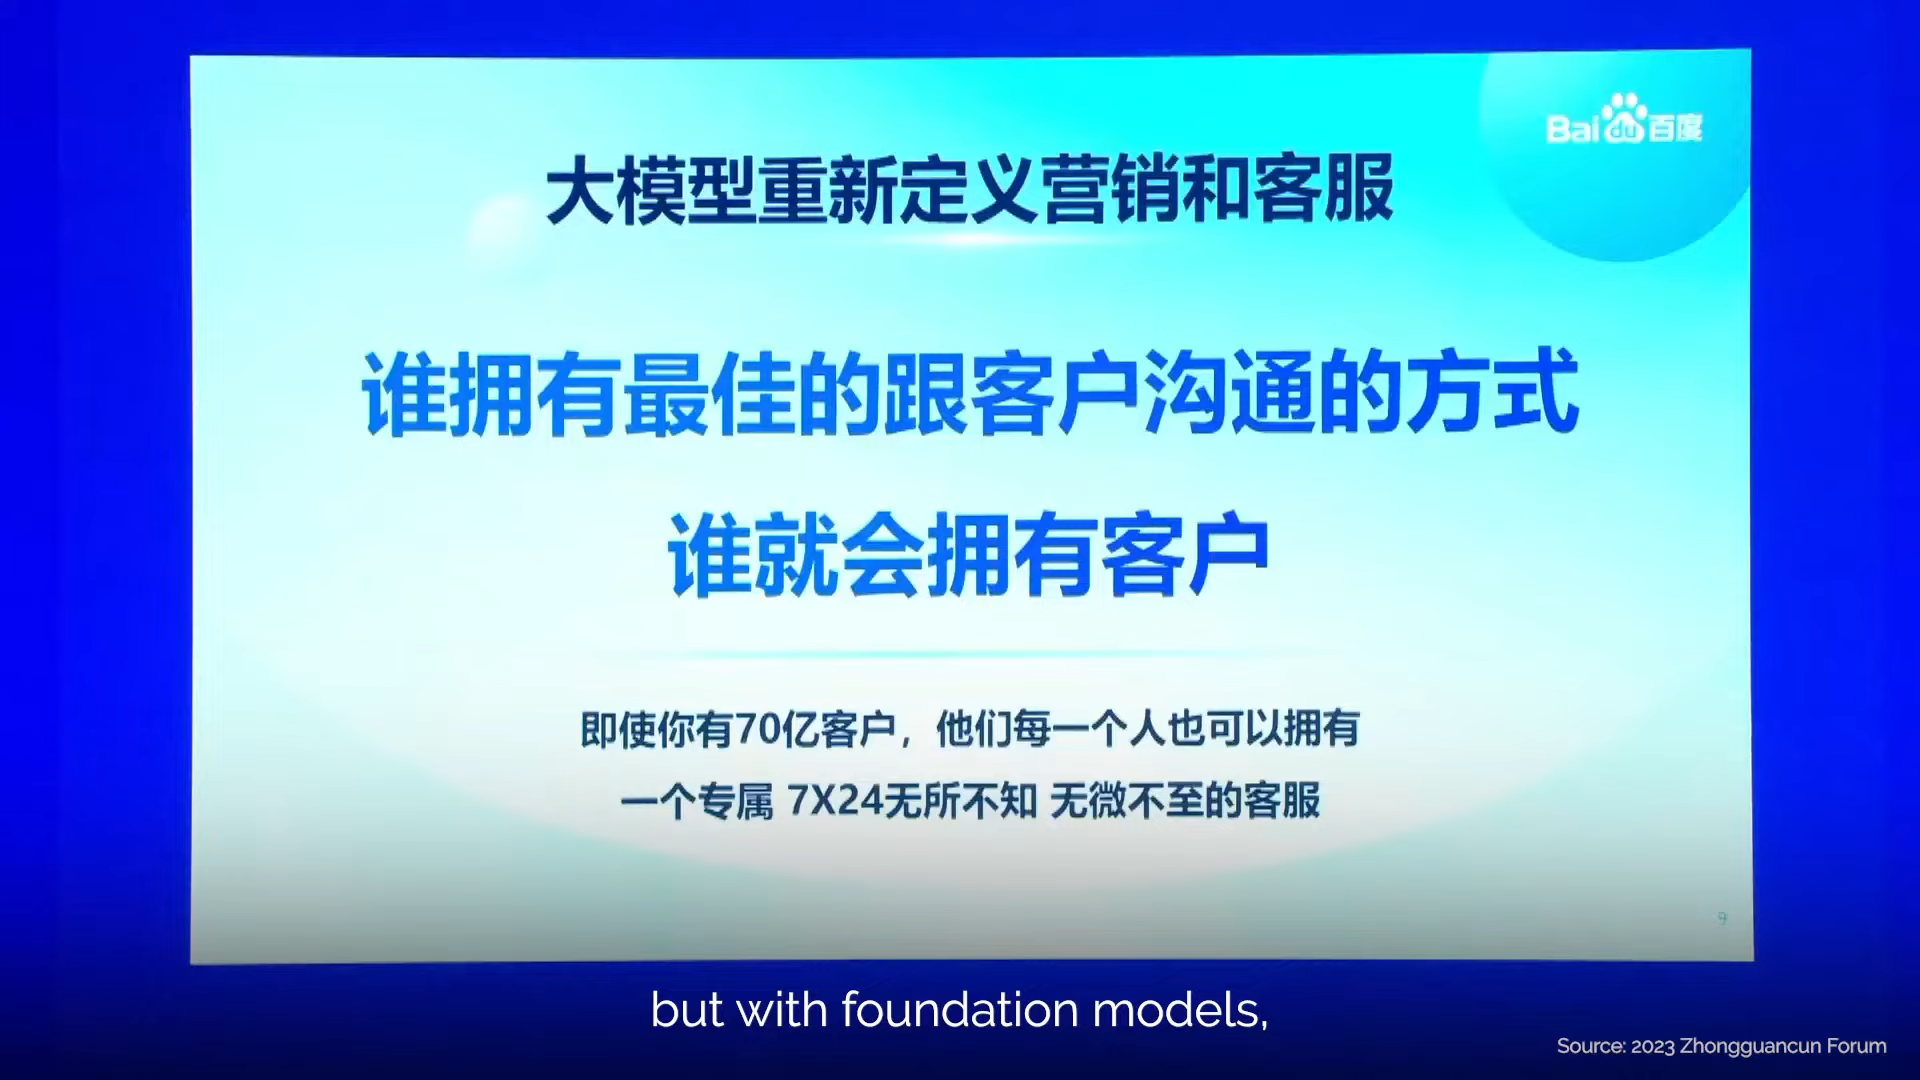 Bai du 百度
大模型重新定义营销和客服
谁拥有最佳的跟客户沟通的方式
谁就会拥有客户
即使你有70亿客户，他们每一个人也可以拥有
一个专属 7X24无所不知 无微不至的客服
9
but with foundation models,
Source: 2023 Zhongguancun Forum